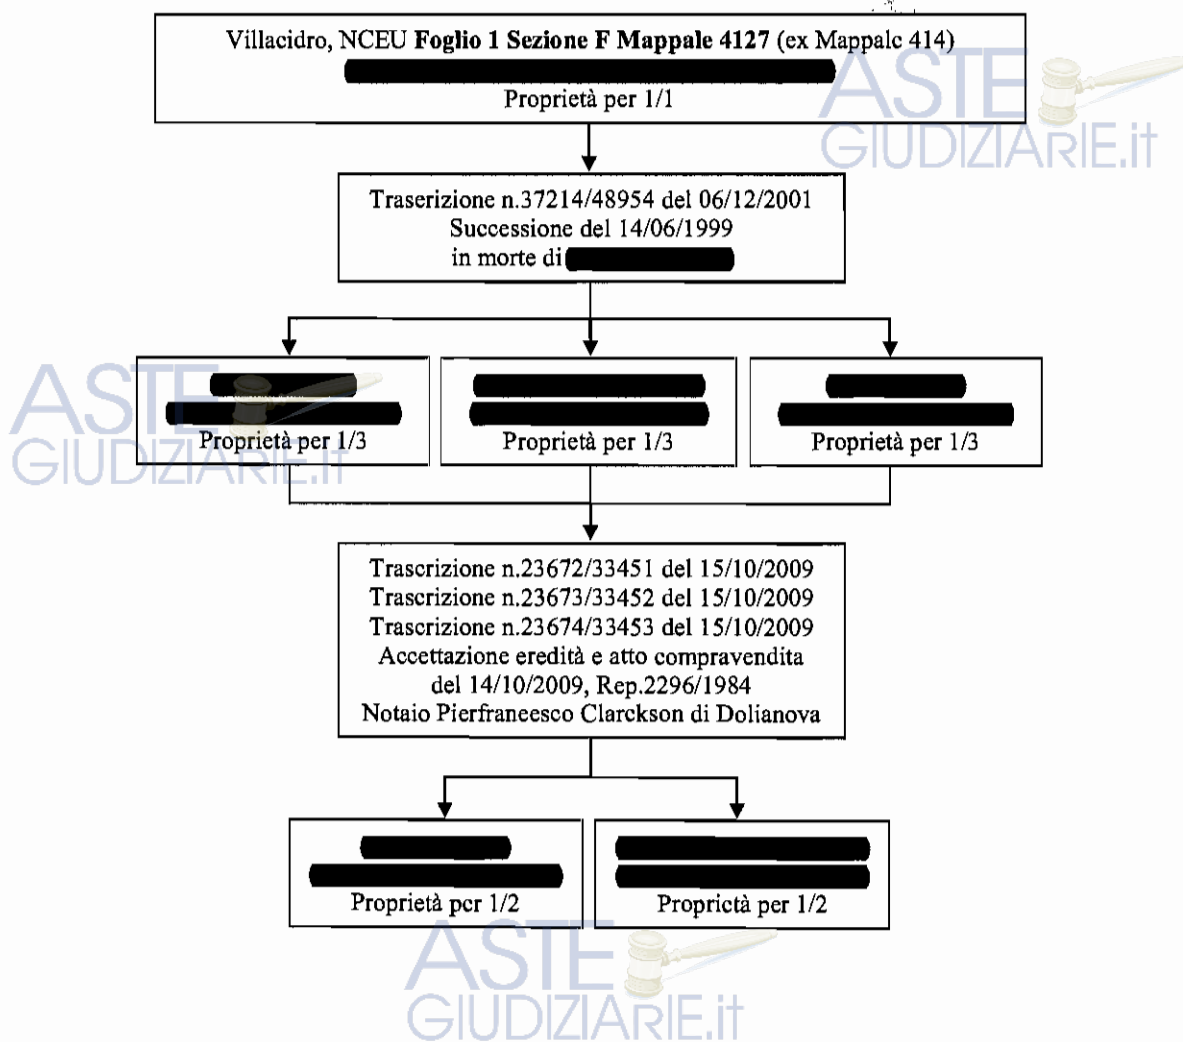 Villacidro, NCEU Foglio 1 Sezione F Mappale 4127 (ex Mappalc 414)
Proprietà per 1/1
ASTE
GIUDIZIARIE.it
Traserizione n.37214/48954 del 06/12/2001
Successione del 14/06/1999
in morte di
ASTE
GIUDIZIARIE.it
Proprietà per 1/3
Proprietà per 1/3
Proprietà per 1/3
Trascrizione n.23672/33451 del 15/10/2009
Trascrizione n.23673/33452 del 15/10/2009
Trascrizione n.23674/33453 del 15/10/2009
Accettazione eredità e atto compravendita
del 14/10/2009, Rep.2296/1984
Notaio Pierfraneesco Clarckson di Dolianova
Proprietà pcr 1/2
Proprictà per 1/2
ASTE
GIUDIZIARIE.it